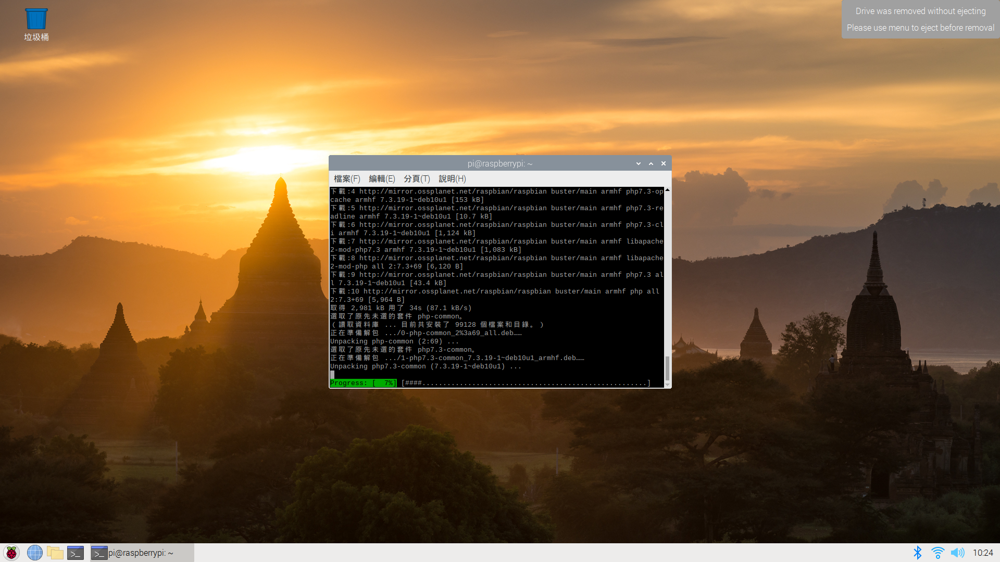 垃圾桶
Drive was removed without ejecting
Please use menu to eject before removal
pi@raspberrypi: ~
檔案(F) 編輯(E) 分頁(T) 說明(H)
下載:4 http://mirror.ossplanet.net/raspbian/raspbian buster/main armhf php7.3-op
cache armhf 7.3.19-1~deb10u1 [153 kB]
下載:5 http://mirror.ossplanet.net/raspbian/raspbian buster/main armhf php7.3-re
adline armhf 7.3.19-1~deb10u1 [10.7 kB]
下載:6 http://mirror.ossplanet.net/raspbian/raspbian buster/main armhf php7.3-cl
i armhf 7.3.19-1~deb10u1 [1,124 kB]
下載:7 http://mirror.ossplanet.net/raspbian/raspbian buster/main armhf libapache
2-mod-php7.3 armhf 7.3.19-1~deb10u1 [1,083 kB]
下載:8 http://mirror.ossplanet.net/raspbian/raspbian buster/main armhf libapache
2-mod-php all 2:7.3+69 [6,120 B]
下載:9 http://mirror.ossplanet.net/raspbian/raspbian buster/main armhf php7.3 al
l 7.3.19-1~deb10u1 [43.4 kB]
下載:10 http://mirror.ossplanet.net/raspbian/raspbian buster/main armhf php all
2:7.3+69 [5,964 B]
取得 2,981 kB 用了 34s (87.1 kB/s)
選取了原先未選的套件 php-common。
（讀取資料庫 ... 目前共安裝了 99128 個檔案和目錄。）
正在準備解包 .../0-php-common_2%3a69_all.deb……
Unpacking php-common (2:69) ...
選取了原先未選的套件 php7.3-common。
正在準備解包 .../1-php7.3-common_7.3.19-1~deb10u1_armhf.deb……
Unpacking php7.3-common (7.3.19-1~deb10u1) ...
Progress: [  7%] [####......................................................]
pi@raspberrypi: ~
10:24